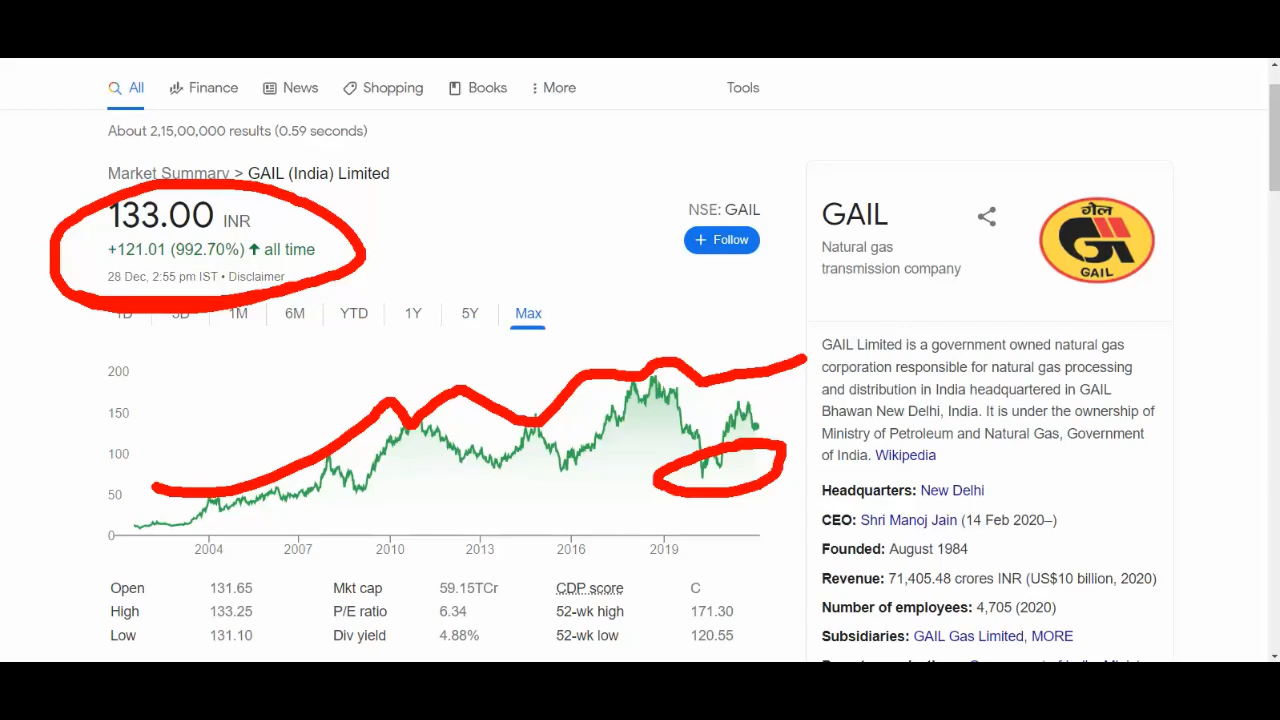 All Finance News Shopping Books More Tools
About 2,15,00,000 results (0.59 seconds)
Market Summary > GAIL (India) Limited
133.00 INR
+121.01 (992.70%) all time
28 Dec, 2:55 pm IST • Disclaimer
NSE: GAIL
+ Follow
1D 5D 1M 6M YTD 1Y 5Y Max
200
150
100
50
0
2004 2007 2010 2013 2016 2019
Open 131.65 Mkt cap 59.15TCr CDP score C
High 133.25 P/E ratio 6.34 52-wk high 171.30
Low 131.10 Div yield 4.88% 52-wk low 120.55
GAIL
Natural gas
transmission company
गेल
GAIL
GAIL Limited is a government owned natural gas
corporation responsible for natural gas processing
and distribution in India headquartered in GAIL
Bhawan New Delhi, India. It is under the ownership of
Ministry of Petroleum and Natural Gas, Government
of India. Wikipedia
Headquarters: New Delhi
CEO: Shri Manoj Jain (14 Feb 2020–)
Founded: August 1984
Revenue: 71,405.48 crores INR (US$10 billion, 2020)
Number of employees: 4,705 (2020)
Subsidiaries: GAIL Gas Limited, MORE